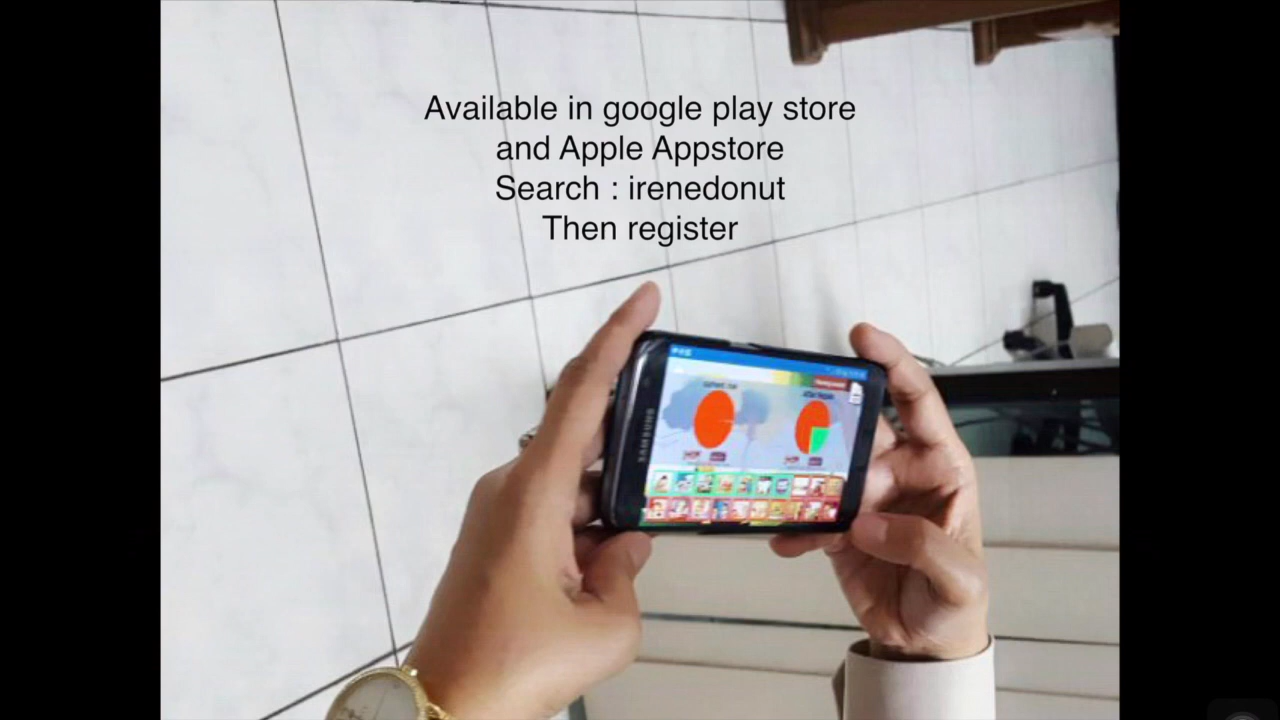 Available in google play store
and Apple Appstore
Search : irenedonut
Then register
SAMSUNG